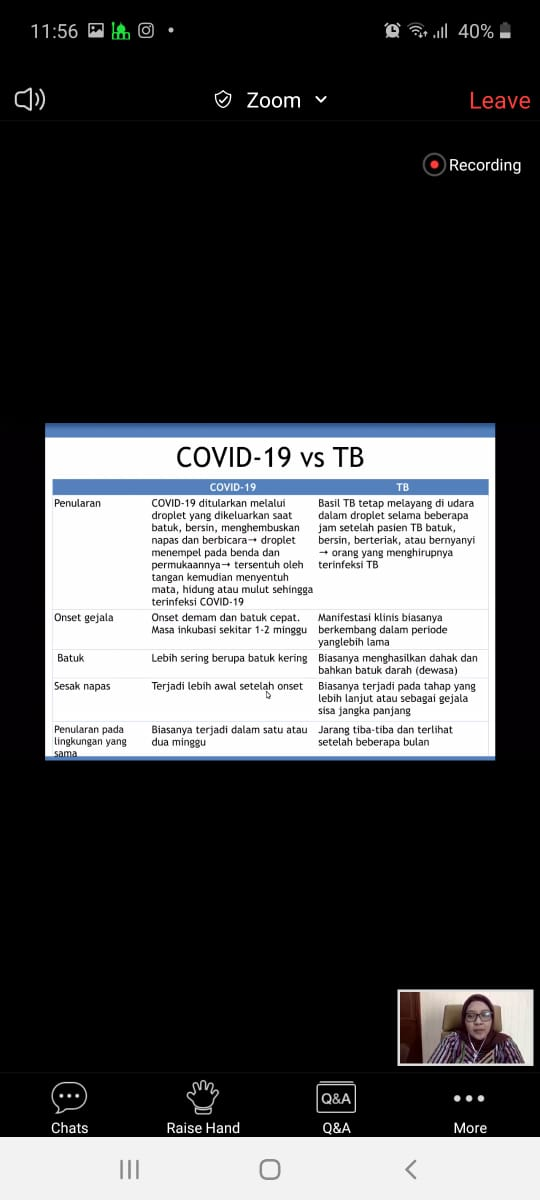 11:56
40%
Zoom
Leave
Recording
COVID-19 vs TB
COVID-19 TB
Penularan
COVID-19 ditularkan melalui
droplet yang dikeluarkan saat
batuk, bersin, menghembuskan
napas dan berbicara→ droplet
menempel pada benda dan
permukaannya→ tersentuh oleh
tangan kemudian menyentuh
mata, hidung atau mulut sehingga
terinfeksi COVID-19
Basil TB tetap melayang di udara
dalam droplet selama beberapa
jam setelah pasien TB batuk,
bersin, berteriak, atau bernyanyi
→ orang yang menghirupnya
terinfeksi TB
Onset gejala
Onset demam dan batuk cepat.
Masa inkubasi sekitar 1-2 minggu
Manifestasi klinis biasanya
berkembang dalam periode
yanglebih lama
Batuk
Lebih sering berupa batuk kering
Biasanya menghasilkan dahak dan
bahkan batuk darah (dewasa)
Sesak napas
Terjadi lebih awal setelah onset
Biasanya terjadi pada tahap yang
lebih lanjut atau sebagai gejala
sisa jangka panjang
Penularan pada
lingkungan yang
sama
Biasanya terjadi dalam satu atau
dua minggu
Jarang tiba-tiba dan terlihat
setelah beberapa bulan
Q&A
Chats
Raise Hand
Q&A
More